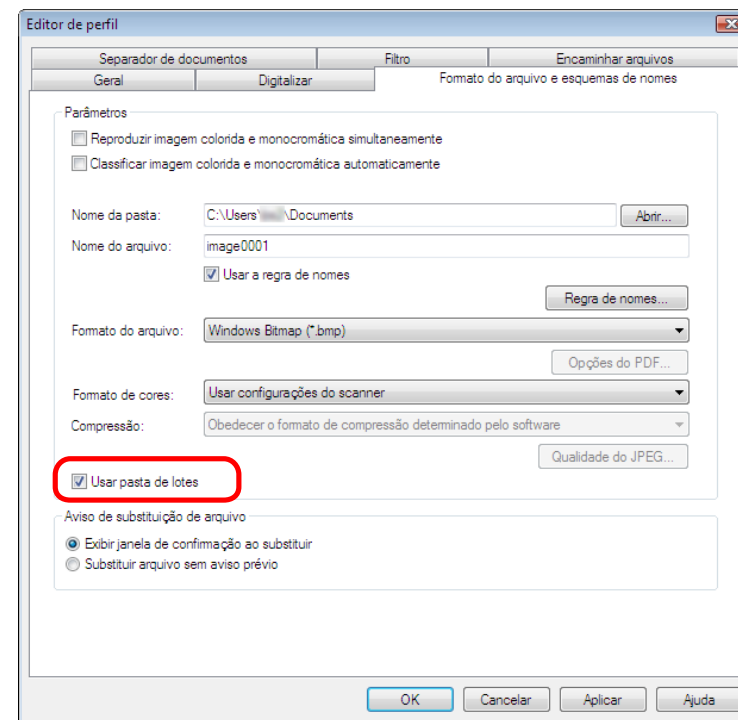 Editor de perfil
Separador de documentos Filtro Encaminhar arquivos
Geral Digitalizar Formato do arquivo e esquemas de nomes
Parâmetros
Reproduzir imagem colorida e monocromática simultaneamente
Classificar imagem colorida e monocromática automaticamente
Nome da pasta: C:\Users\ \Documents Abrir...
Nome do arquivo: image0001
Usar a regra de nomes
Regra de nomes...
Formato do arquivo: Windows Bitmap (*.bmp)
Opções do PDF...
Formato de cores: Usar configurações do scanner
Compressão: Obedecer o formato de compressão determinado pelo software
Qualidade do JPEG...
Usar pasta de lotes
Aviso de substituição de arquivo
Exibir janela de confirmação ao substituir
Substituir arquivo sem aviso prévio
OK Cancelar Aplicar Ajuda